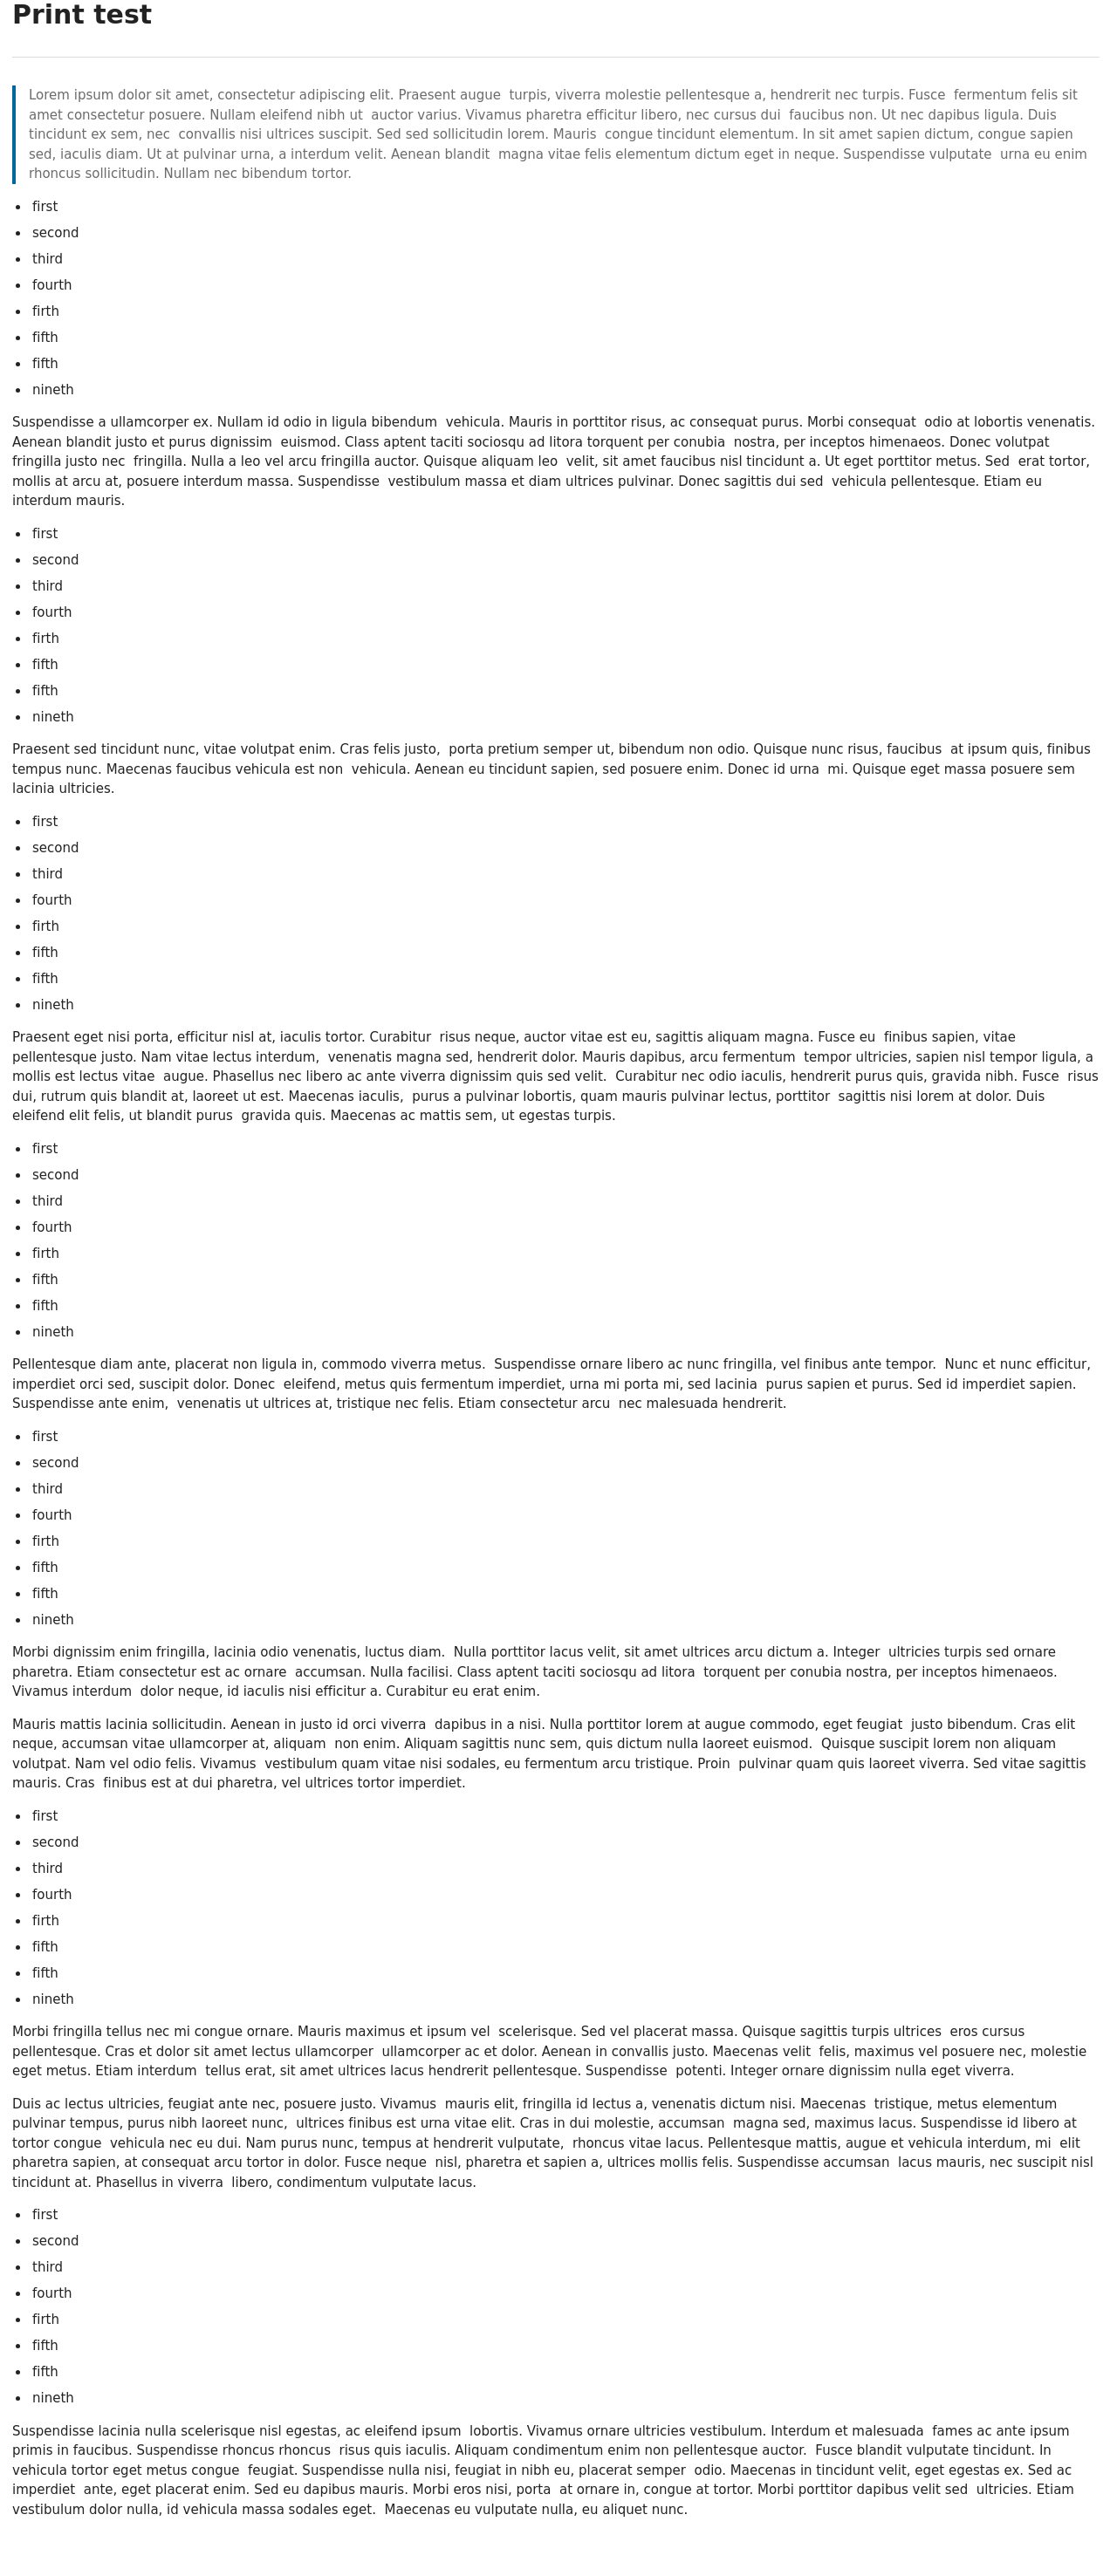 Print test
Lorem ipsum dolor sit amet, consectetur adipiscing elit. Praesent augue  turpis, viverra molestie pellentesque a, hendrerit nec turpis. Fusce  fermentum felis sit
amet consectetur posuere. Nullam eleifend nibh ut  auctor varius. Vivamus pharetra efficitur libero, nec cursus dui  faucibus non. Ut nec dapibus ligula. Duis
tincidunt ex sem, nec  convallis nisi ultrices suscipit. Sed sed sollicitudin lorem. Mauris  congue tincidunt elementum. In sit amet sapien dictum, congue sapien
sed, iaculis diam. Ut at pulvinar urna, a interdum velit. Aenean blandit  magna vitae felis elementum dictum eget in neque. Suspendisse vulputate  urna eu enim
rhoncus sollicitudin. Nullam nec bibendum tortor.
• first
• second
• third
• fourth
• firth
• fifth
• fifth
• nineth
Suspendisse a ullamcorper ex. Nullam id odio in ligula bibendum  vehicula. Mauris in porttitor risus, ac consequat purus. Morbi consequat  odio at lobortis venenatis.
Aenean blandit justo et purus dignissim  euismod. Class aptent taciti sociosqu ad litora torquent per conubia  nostra, per inceptos himenaeos. Donec volutpat
fringilla justo nec  fringilla. Nulla a leo vel arcu fringilla auctor. Quisque aliquam leo  velit, sit amet faucibus nisl tincidunt a. Ut eget porttitor metus. Sed  erat tortor,
mollis at arcu at, posuere interdum massa. Suspendisse  vestibulum massa et diam ultrices pulvinar. Donec sagittis dui sed  vehicula pellentesque. Etiam eu
interdum mauris.
• first
• second
• third
• fourth
• firth
• fifth
• fifth
• nineth
Praesent sed tincidunt nunc, vitae volutpat enim. Cras felis justo,  porta pretium semper ut, bibendum non odio. Quisque nunc risus, faucibus  at ipsum quis, finibus
tempus nunc. Maecenas faucibus vehicula est non  vehicula. Aenean eu tincidunt sapien, sed posuere enim. Donec id urna  mi. Quisque eget massa posuere sem
lacinia ultricies.
• first
• second
• third
• fourth
• firth
• fifth
• fifth
• nineth
Praesent eget nisi porta, efficitur nisl at, iaculis tortor. Curabitur  risus neque, auctor vitae est eu, sagittis aliquam magna. Fusce eu  finibus sapien, vitae
pellentesque justo. Nam vitae lectus interdum,  venenatis magna sed, hendrerit dolor. Mauris dapibus, arcu fermentum  tempor ultricies, sapien nisl tempor ligula, a
mollis est lectus vitae  augue. Phasellus nec libero ac ante viverra dignissim quis sed velit.  Curabitur nec odio iaculis, hendrerit purus quis, gravida nibh. Fusce  risus
dui, rutrum quis blandit at, laoreet ut est. Maecenas iaculis,  purus a pulvinar lobortis, quam mauris pulvinar lectus, porttitor  sagittis nisi lorem at dolor. Duis
eleifend elit felis, ut blandit purus  gravida quis. Maecenas ac mattis sem, ut egestas turpis.
• first
• second
• third
• fourth
• firth
• fifth
• fifth
• nineth
Pellentesque diam ante, placerat non ligula in, commodo viverra metus.  Suspendisse ornare libero ac nunc fringilla, vel finibus ante tempor.  Nunc et nunc efficitur,
imperdiet orci sed, suscipit dolor. Donec  eleifend, metus quis fermentum imperdiet, urna mi porta mi, sed lacinia  purus sapien et purus. Sed id imperdiet sapien.
Suspendisse ante enim,  venenatis ut ultrices at, tristique nec felis. Etiam consectetur arcu  nec malesuada hendrerit.
• first
• second
• third
• fourth
• firth
• fifth
• fifth
• nineth
Morbi dignissim enim fringilla, lacinia odio venenatis, luctus diam.  Nulla porttitor lacus velit, sit amet ultrices arcu dictum a. Integer  ultricies turpis sed ornare
pharetra. Etiam consectetur est ac ornare  accumsan. Nulla facilisi. Class aptent taciti sociosqu ad litora  torquent per conubia nostra, per inceptos himenaeos.
Vivamus interdum  dolor neque, id iaculis nisi efficitur a. Curabitur eu erat enim.
Mauris mattis lacinia sollicitudin. Aenean in justo id orci viverra  dapibus in a nisi. Nulla porttitor lorem at augue commodo, eget feugiat  justo bibendum. Cras elit
neque, accumsan vitae ullamcorper at, aliquam  non enim. Aliquam sagittis nunc sem, quis dictum nulla laoreet euismod.  Quisque suscipit lorem non aliquam
volutpat. Nam vel odio felis. Vivamus  vestibulum quam vitae nisi sodales, eu fermentum arcu tristique. Proin  pulvinar quam quis laoreet viverra. Sed vitae sagittis
mauris. Cras  finibus est at dui pharetra, vel ultrices tortor imperdiet.
• first
• second
• third
• fourth
• firth
• fifth
• fifth
• nineth
Morbi fringilla tellus nec mi congue ornare. Mauris maximus et ipsum vel  scelerisque. Sed vel placerat massa. Quisque sagittis turpis ultrices  eros cursus
pellentesque. Cras et dolor sit amet lectus ullamcorper  ullamcorper ac et dolor. Aenean in convallis justo. Maecenas velit  felis, maximus vel posuere nec, molestie
eget metus. Etiam interdum  tellus erat, sit amet ultrices lacus hendrerit pellentesque. Suspendisse  potenti. Integer ornare dignissim nulla eget viverra.
Duis ac lectus ultricies, feugiat ante nec, posuere justo. Vivamus  mauris elit, fringilla id lectus a, venenatis dictum nisi. Maecenas  tristique, metus elementum
pulvinar tempus, purus nibh laoreet nunc,  ultrices finibus est urna vitae elit. Cras in dui molestie, accumsan  magna sed, maximus lacus. Suspendisse id libero at
tortor congue  vehicula nec eu dui. Nam purus nunc, tempus at hendrerit vulputate,  rhoncus vitae lacus. Pellentesque mattis, augue et vehicula interdum, mi  elit
pharetra sapien, at consequat arcu tortor in dolor. Fusce neque  nisl, pharetra et sapien a, ultrices mollis felis. Suspendisse accumsan  lacus mauris, nec suscipit nisl
tincidunt at. Phasellus in viverra  libero, condimentum vulputate lacus.
• first
• second
• third
• fourth
• firth
• fifth
• fifth
• nineth
Suspendisse lacinia nulla scelerisque nisl egestas, ac eleifend ipsum  lobortis. Vivamus ornare ultricies vestibulum. Interdum et malesuada  fames ac ante ipsum
primis in faucibus. Suspendisse rhoncus rhoncus  risus quis iaculis. Aliquam condimentum enim non pellentesque auctor.  Fusce blandit vulputate tincidunt. In
vehicula tortor eget metus congue  feugiat. Suspendisse nulla nisi, feugiat in nibh eu, placerat semper  odio. Maecenas in tincidunt velit, eget egestas ex. Sed ac
imperdiet  ante, eget placerat enim. Sed eu dapibus mauris. Morbi eros nisi, porta  at ornare in, congue at tortor. Morbi porttitor dapibus velit sed  ultricies. Etiam
vestibulum dolor nulla, id vehicula massa sodales eget.  Maecenas eu vulputate nulla, eu aliquet nunc.